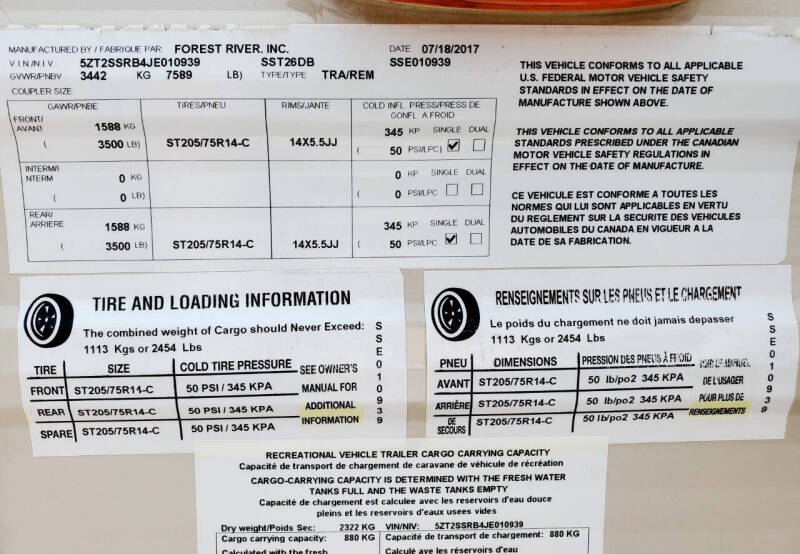 MANUFACTURED BY / FABRIQUE PAR FOREST RIVER. INC. DATE 07/18/2017
VIN/NIV 5ZT2SSRB4JE010939 SST26DB SSE010939
GVWR/PNBV 3442 KG 7589 LB) TYPE/TYPE TRA/REM
COUPLER SIZE
GAWR/PNBE TIRES/PNEU RIMS/JANTE COLD INFL PRESS/PRESS DE GONFL A FROID
FRONT/
AVANT 1588 KG 345 KP SINGLE DUAL
( 3500 LB) ST205/75R14-C 14X5.5JJ ( 50 PSI/LPC)
INTERM/I
NTERM 0 KG 0 KP SINGLE DUAL
( 0 LB) ( 0 PSI/LPC
REAR/
ARRIERE 1588 KG 345 KP SINGLE DUAL
( 3500 LB) ST205/75R14-C 14X5.5JJ ( 50 PSI/LPC
THIS VEHICLE CONFORMS TO ALL APPLICABLE
U.S. FEDERAL MOTOR VEHICLE SAFETY
STANDARDS IN EFFECT ON THE DATE OF
MANUFACTURE SHOWN ABOVE.
THIS VEHICLE CONFORMS TO ALL APPLICABLE
STANDARDS PRESCRIBED UNDER THE CANADIAN
MOTOR VEHICLE SAFETY REGULATIONS IN
EFFECT ON THE DATE OF MANUFACTURE.
CE VEHICULE EST CONFORME A TOUTES LES
NORMES QUI LUI SONT APPLICABLES EN VERTU
DU REGLEMENT SUR LA SECURITE DES VEHICULES
AUTOMOBILES DU CANADA EN VIGUEUR A LA
DATE DE SA FABRICATION.
TIRE AND LOADING INFORMATION
The combined weight of Cargo should Never Exceed:
1113 Kgs or 2454 Lbs
TIRE SIZE COLD TIRE PRESSURE SEE OWNER'S
FRONT ST205/75R14-C 50 PSI / 345 KPA MANUAL FOR
REAR ST205/75R14-C 50 PSI / 345 KPA ADDITIONAL
SPARE ST205/75R14-C 50 PSI / 345 KPA INFORMATION
SSE010939
RENSEIGNEMENTS SUR LES PNEUS ET LE CHARGEMENT
Le poids du chargement ne doit jamais depasser
1113 Kgs or 2454 Lbs
PNEU DIMENSIONS PRESSION DES PNEUS À FROID VOIR LE MANUEL
AVANT ST205/75R14-C 50 lb/po2 345 KPA DE L'USAGER
ARRIÈRE ST205/75R14-C 50 lb/po2 345 KPA POUR PLUS DE
DE SECOURS ST205/75R14-C 50 lb/po2 345 KPA RENSEIGNEMENTS
SSE010939
RECREATIONAL VEHICLE TRAILER CARGO CARRYING CAPACITY
Capacité de transport de chargement de caravane de véhicule de récréation
CARGO-CARRYING CAPACITY IS DETERMINED WITH THE FRESH WATER
TANKS FULL AND THE WASTE TANKS EMPTY
Capacité de chargement est calculee avec les reservoirs d'eau douce
pleins et les reservoirs d'eaux usees vides
Dry weight/Poids Sec: 2322 KG VIN/NIV: 5ZT2SSRB4JE010939
Cargo carrying capacity: 880 KG Capacité de transport de chargement: 880 KG
Calculated with the fresh Calculé ave les réservoirs d'eau